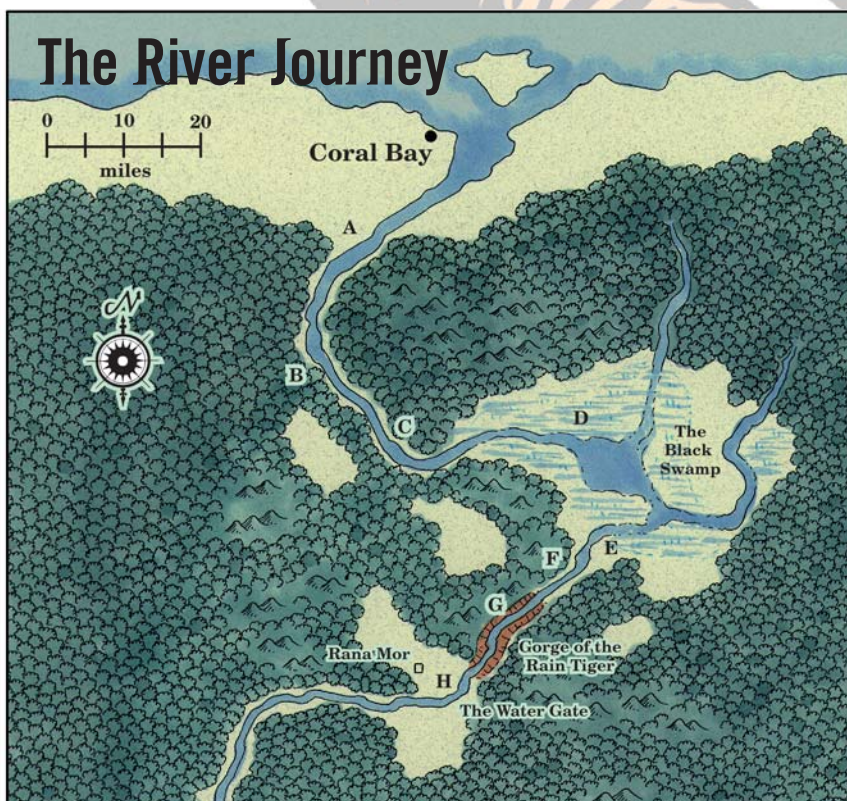 The River Journey
0 10 20
miles
Coral Bay
A
N
B
C
D
The
Black
Swamp
E
F
G
Gorge of the
Rain Tiger
Rana Mor
H
The Water Gate